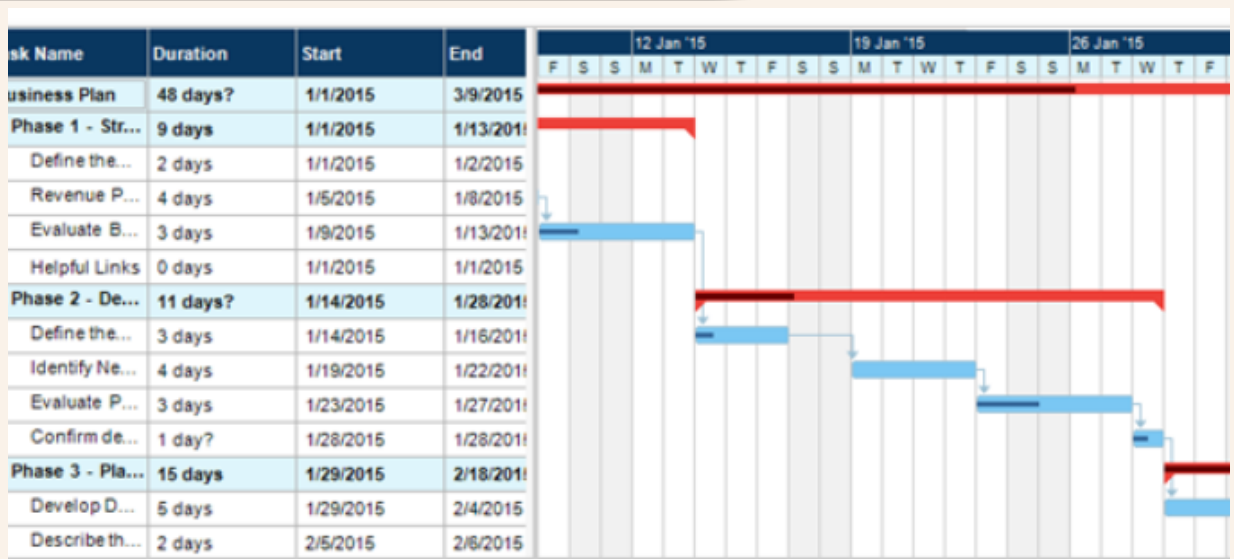 sk Name Duration Start End 12 Jan '15 19 Jan '15 26 Jan '15
F S S M T W T F S S M T W T F S S M T W T F
usiness Plan 48 days? 1/1/2015 3/9/2015
Phase 1 - Str... 9 days 1/1/2015 1/13/201
Define the... 2 days 1/1/2015 1/2/2015
Revenue P... 4 days 1/5/2015 1/8/2015
Evaluate B... 3 days 1/9/2015 1/13/201
Helpful Links 0 days 1/1/2015 1/1/2015
Phase 2 - De... 11 days? 1/14/2015 1/28/201
Define the... 3 days 1/14/2015 1/16/201
Identify Ne... 4 days 1/19/2015 1/22/201
Evaluate P... 3 days 1/23/2015 1/27/201
Confirm de... 1 day? 1/28/2015 1/28/201
Phase 3 - Pla... 15 days 1/29/2015 2/18/201
Develop D... 5 days 1/29/2015 2/4/2015
Describe th... 2 days 2/5/2015 2/6/2015